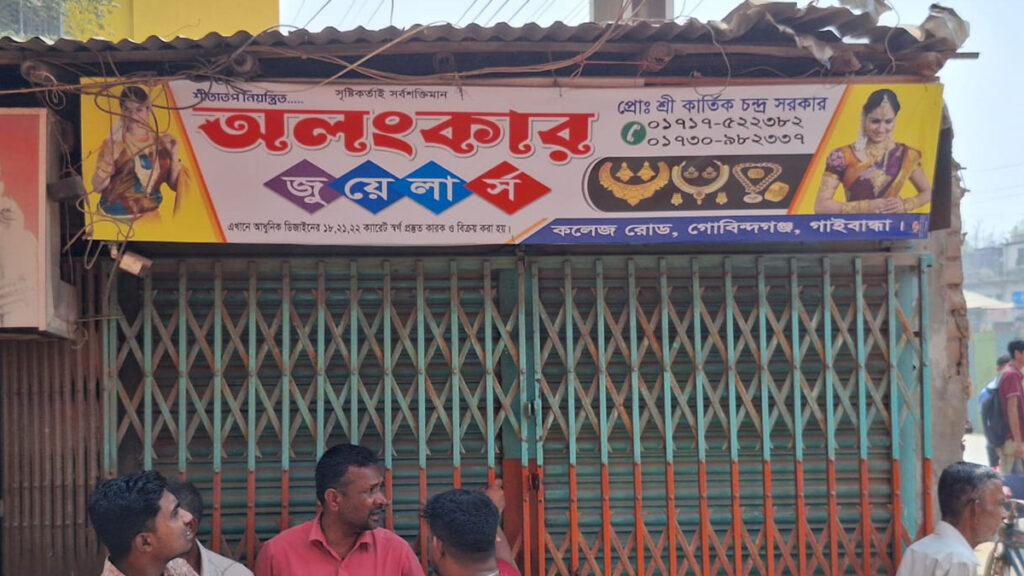 শীতাতপ নিয়ন্ত্রিত.....
সৃষ্টিকর্তাই সর্বশক্তিমান
অলংকার
জুয়েলার্স
এখানে আধুনিক ডিজাইনের ১৮,২১,২২ ক্যারেট স্বর্ণ প্রস্তুত কারক ও বিক্রয় করা হয়।
প্রোঃ শ্রী কার্তিক চন্দ্র সরকার
০১৭১৭-৫২২৩৮২
০১৭৩০-৯৮২৩৩৭
কলেজ রোড, গোবিন্দগঞ্জ, গাইবান্ধা।